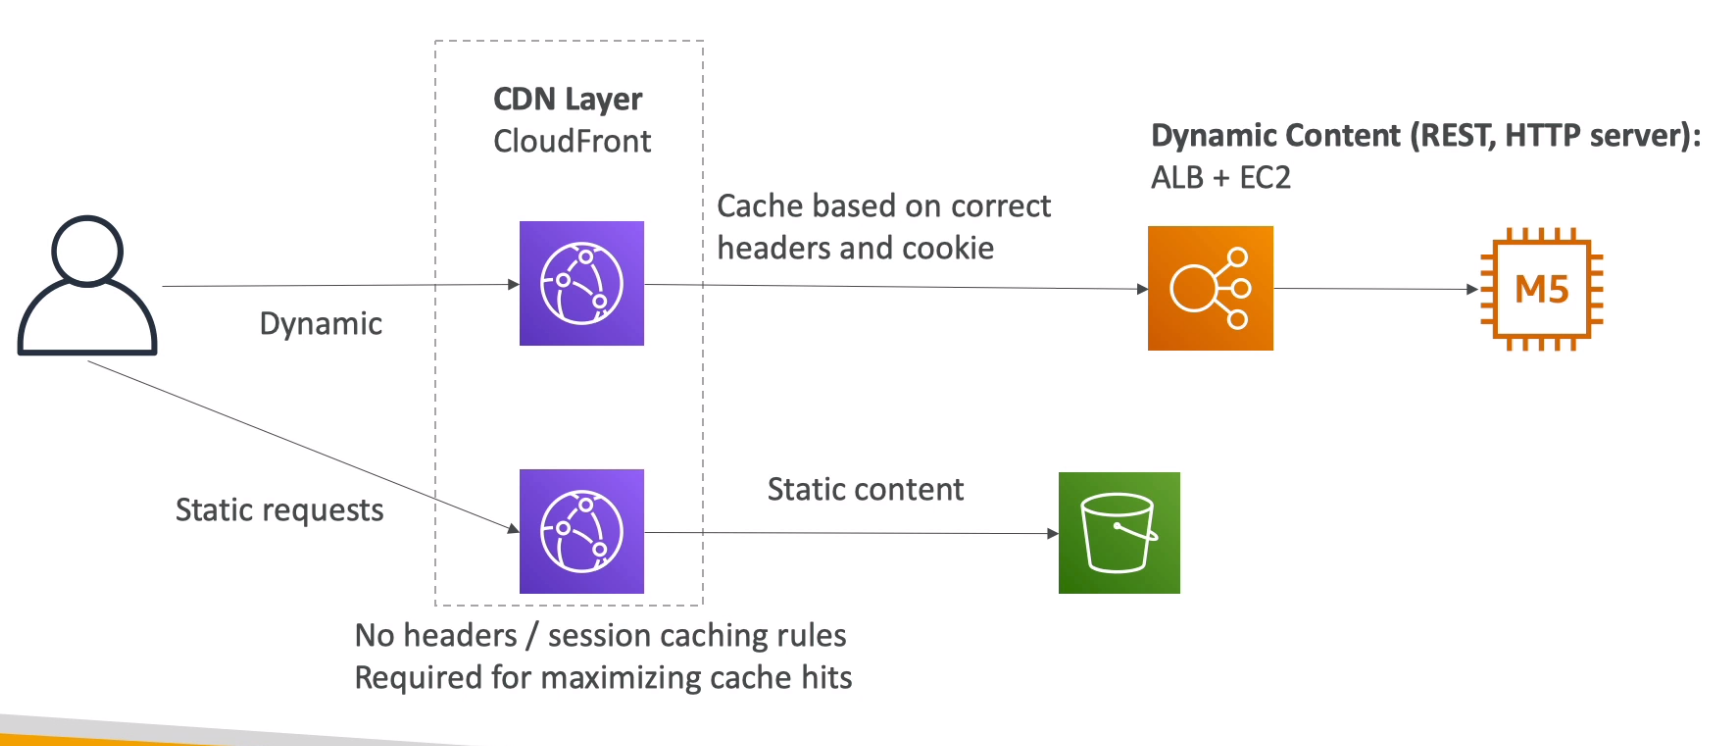 CDN Layer
CloudFront
Dynamic Content (REST, HTTP server):
ALB + EC2
Cache based on correct
headers and cookie
M5
Dynamic
Static requests
Static content
No headers / session caching rules
Required for maximizing cache hits